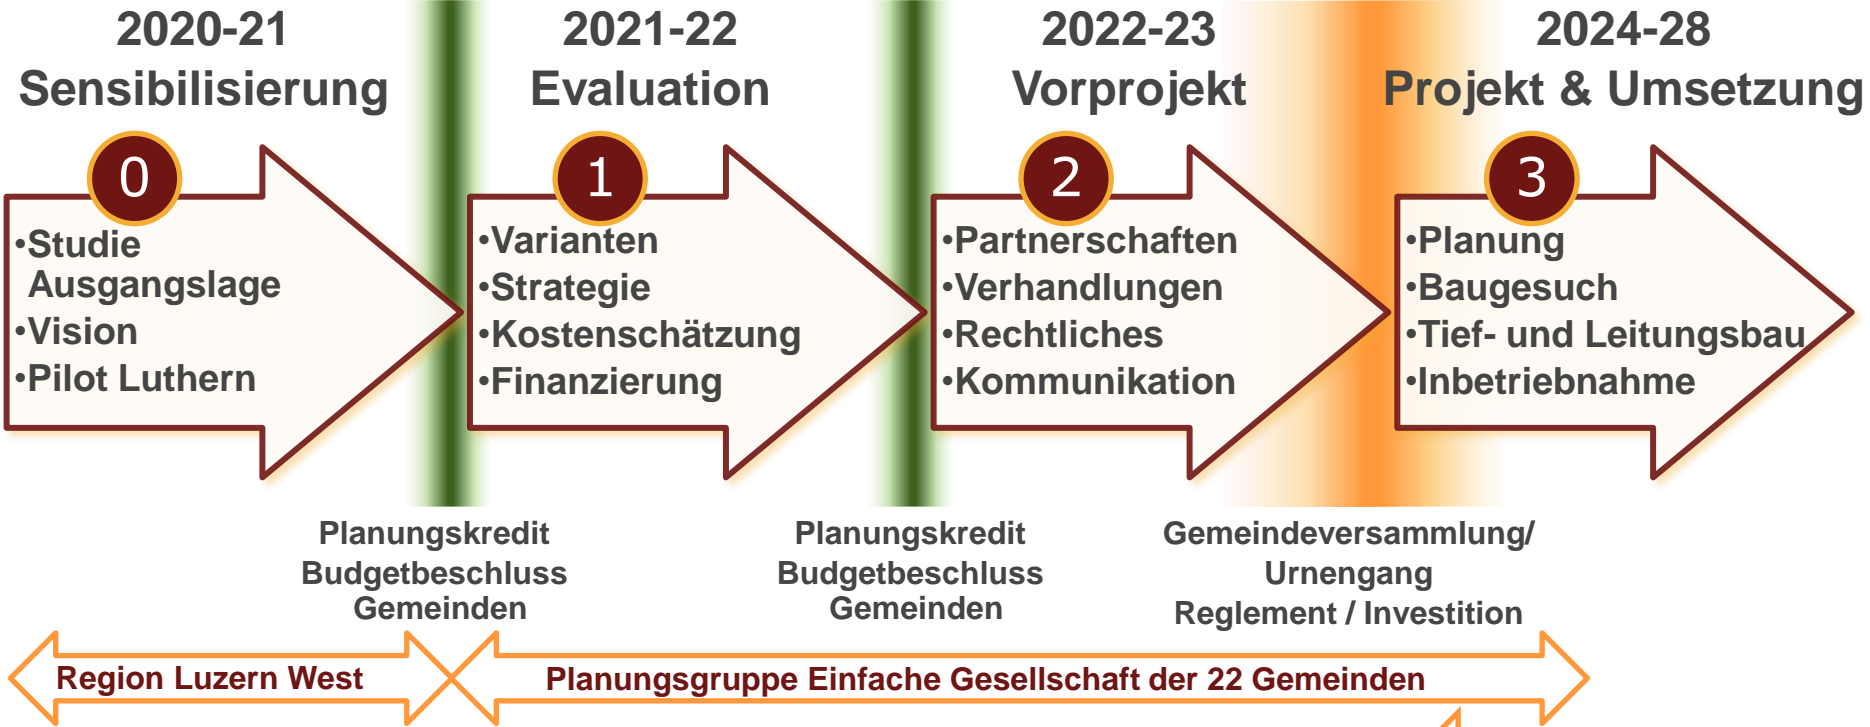 2020-21
Sensibilisierung
2021-22
Evaluation
2022-23
Vorprojekt
2024-28
Projekt & Umsetzung
0
•Studie
Ausgangslage
•Vision
•Pilot Luthern
1
•Varianten
•Strategie
•Kostenschätzung
•Finanzierung
2
•Partnerschaften
•Verhandlungen
•Rechtliches
•Kommunikation
3
•Planung
•Baugesuch
•Tief- und Leitungsbau
•Inbetriebnahme
Planungskredit
Budgetbeschluss
Gemeinden
Planungskredit
Budgetbeschluss
Gemeinden
Gemeindeversammlung/
Urnengang
Reglement / Investition
Region Luzern West
Planungsgruppe Einfache Gesellschaft der 22 Gemeinden